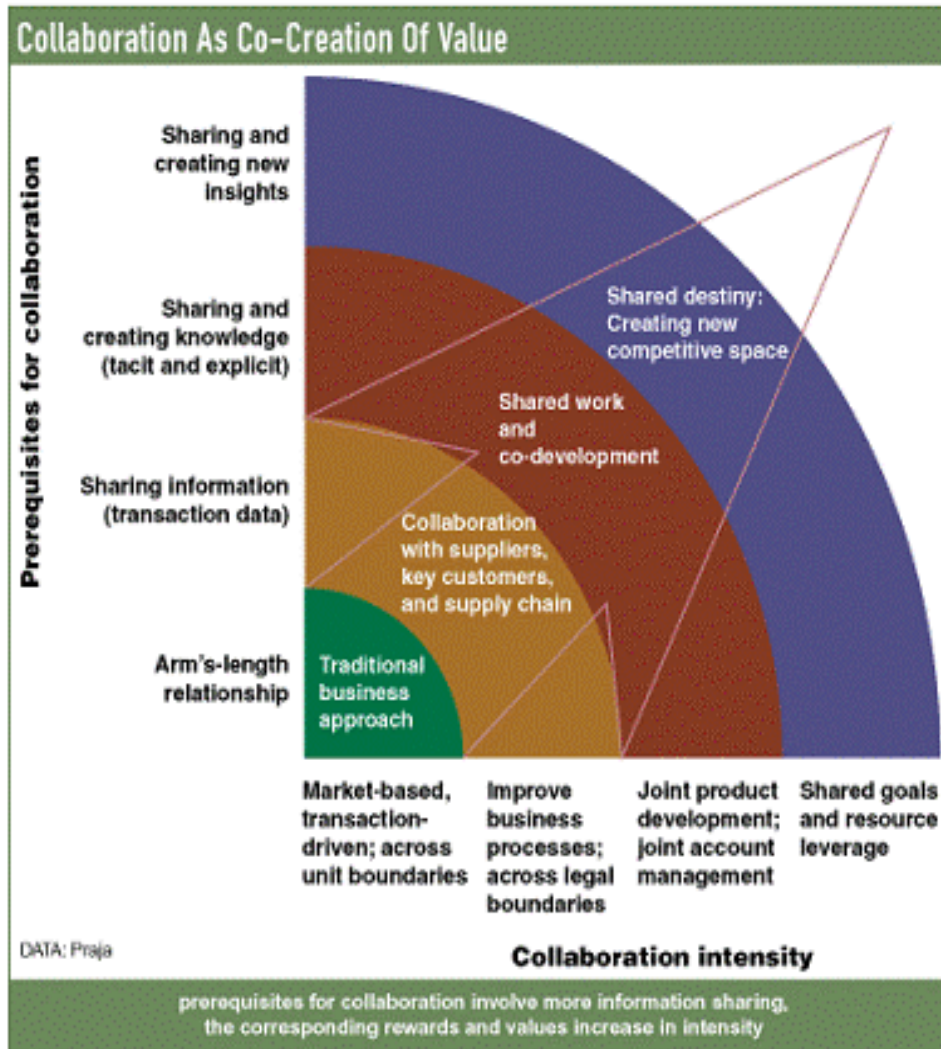 Collaboration As Co-Creation Of Value
Prerequisites for collaboration
Sharing and
creating new
insights
Sharing and
creating knowledge
(tacit and explicit)
Sharing information
(transaction data)
Arm's-length
relationship
Shared destiny:
Creating new
competitive space
Shared work
and
co-development
Collaboration
with suppliers,
key customers,
and supply chain
Traditional
business
approach
Market-based,
transaction-
driven; across
unit boundaries
Improve
business
processes;
across legal
boundaries
Joint product
development;
joint account
management
Shared goals
and resource
leverage
DATA: Praja
Collaboration intensity
prerequisites for collaboration involve more information sharing,
the corresponding rewards and values increase in intensity